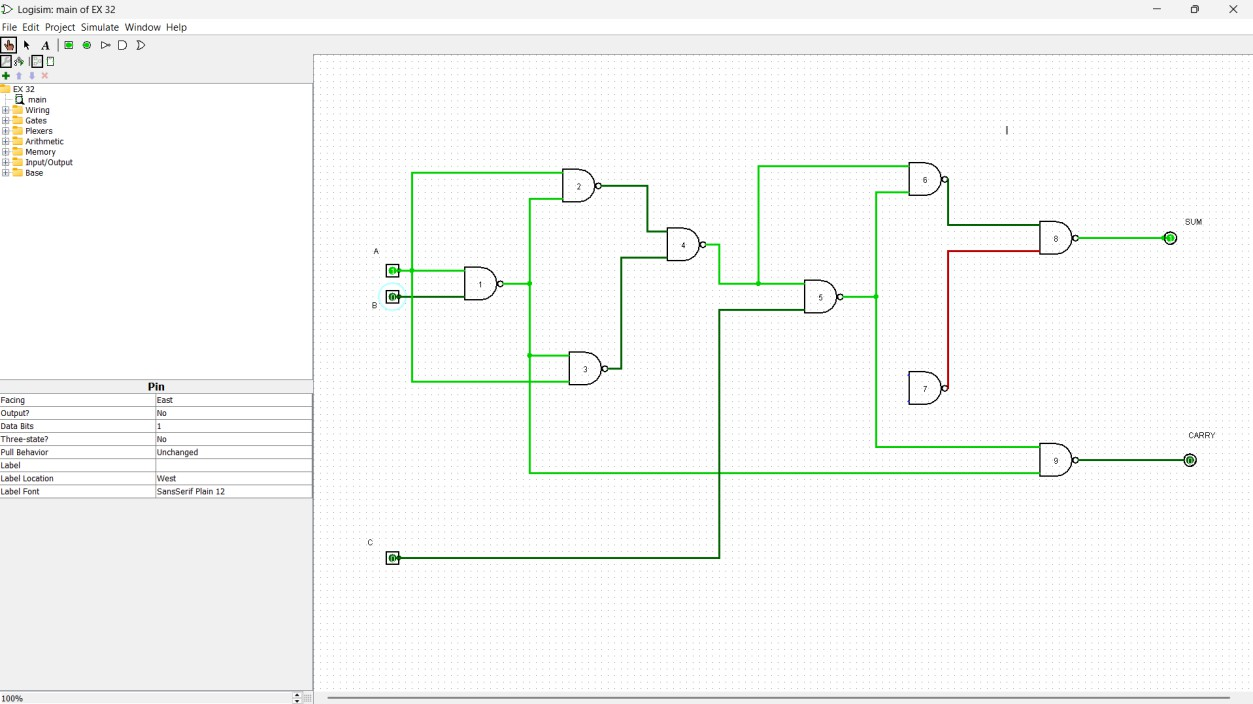 Logisim: main of EX 32
File Edit Project Simulate Window Help
A
EX 32
main
Wiring
Gates
Plexers
Arithmetic
Memory
Input/Output
Base
Pin
Facing East
Output? No
Data Bits 1
Three-state? No
Pull Behavior Unchanged
Label
Label Location West
Label Font SansSerif Plain 12
100%
A
B
C
1
2
3
4
5
6
7
8
9
SUM
CARRY